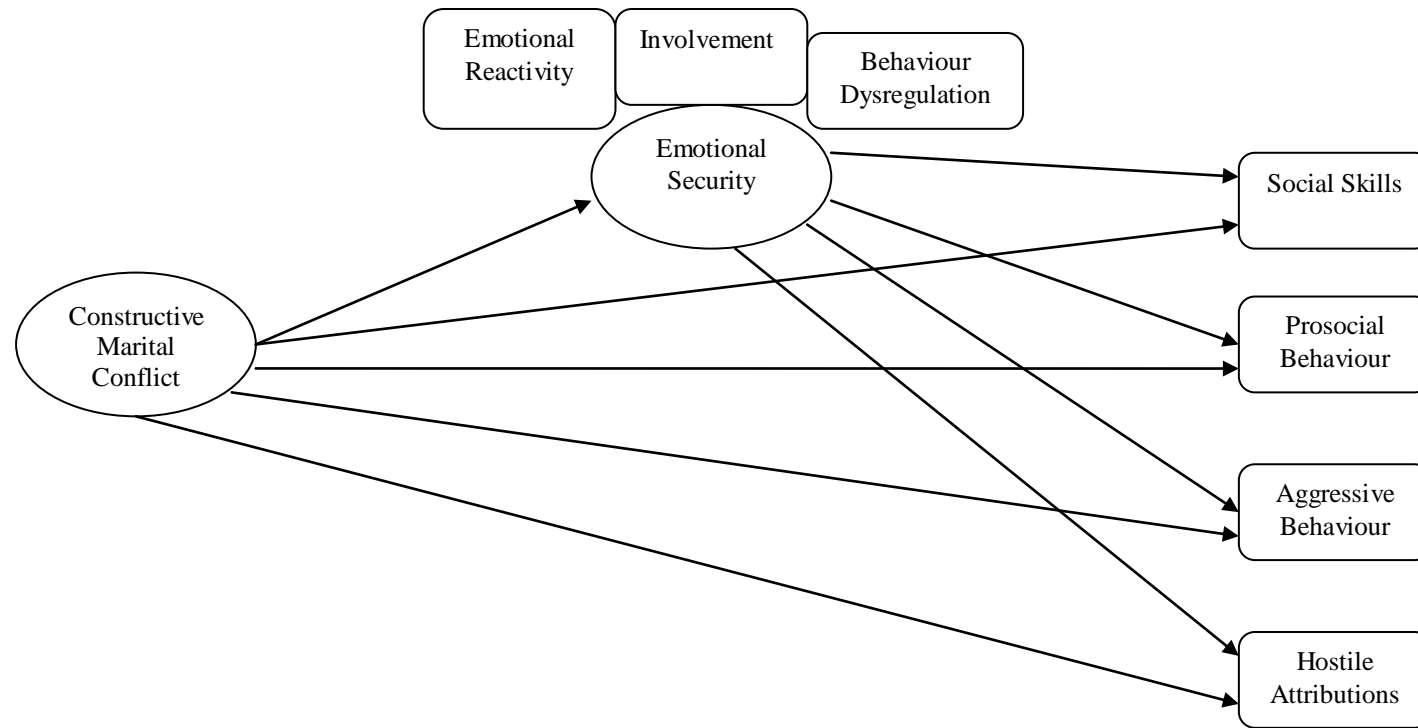 Emotional
Reactivity
Involvement
Behaviour
Dysregulation
Emotional
Security
Social Skills
Constructive
Marital
Conflict
Prosocial
Behaviour
Aggressive
Behaviour
Hostile
Attributions